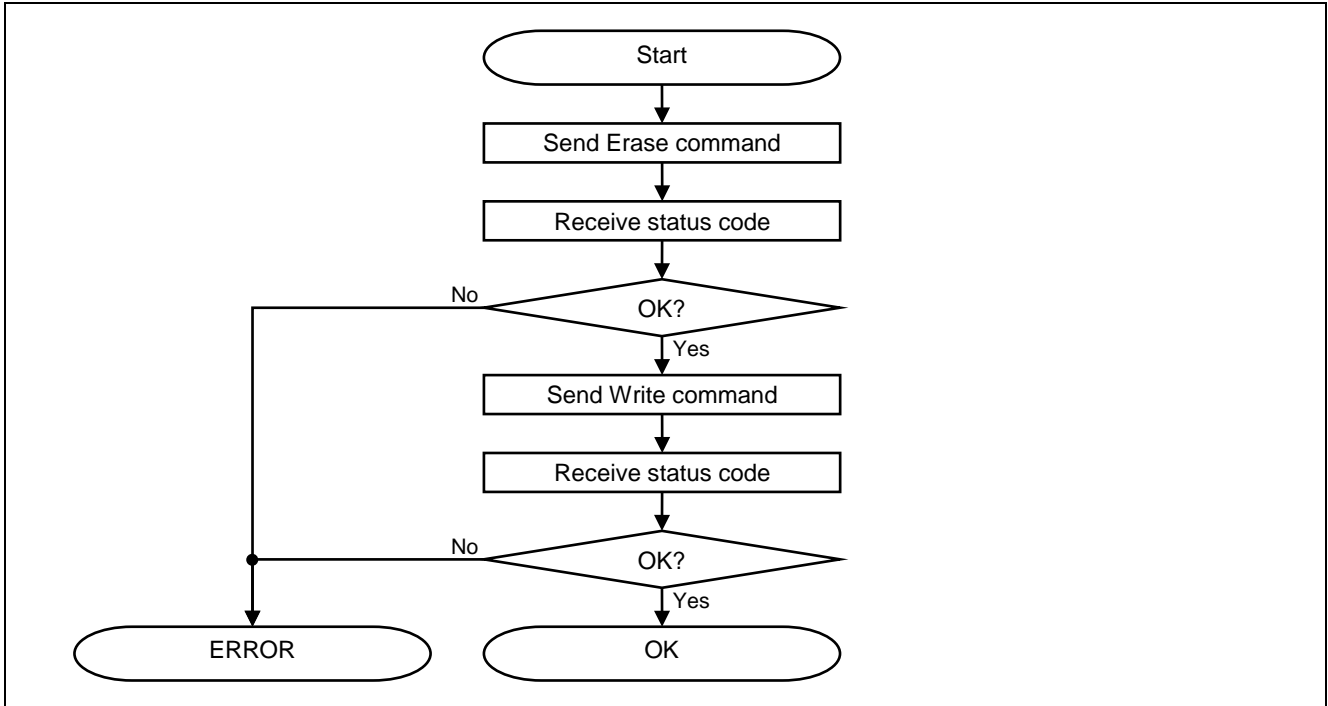 Start
Send Erase command
Receive status code
No
OK?
Yes
Send Write command
Receive status code
No
OK?
Yes
ERROR
OK